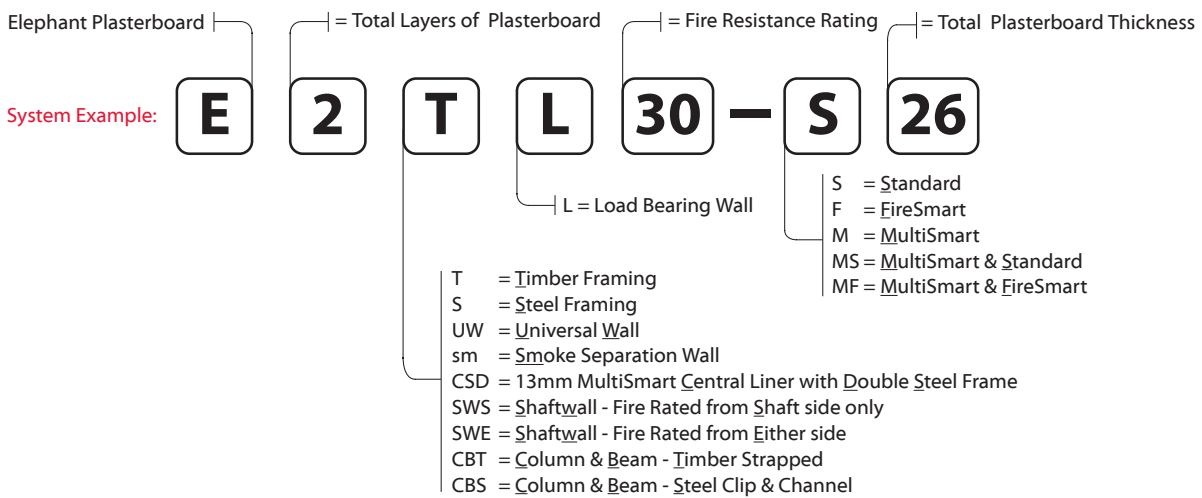 Elephant Plasterboard
= Total Layers of Plasterboard
= Fire Resistance Rating
= Total Plasterboard Thickness
System Example:
E 2 T L 30 – S 26
L = Load Bearing Wall
S = Standard
F = FireSmart
M = MultiSmart
MS = MultiSmart & Standard
MF = MultiSmart & FireSmart
T = Timber Framing
S = Steel Framing
UW = Universal Wall
sm = Smoke Separation Wall
CSD = 13mm MultiSmart Central Liner with Double Steel Frame
SWS = Shaftwall - Fire Rated from Shaft side only
SWE = Shaftwall - Fire Rated from Either side
CBT = Column & Beam - Timber Strapped
CBS = Column & Beam - Steel Clip & Channel